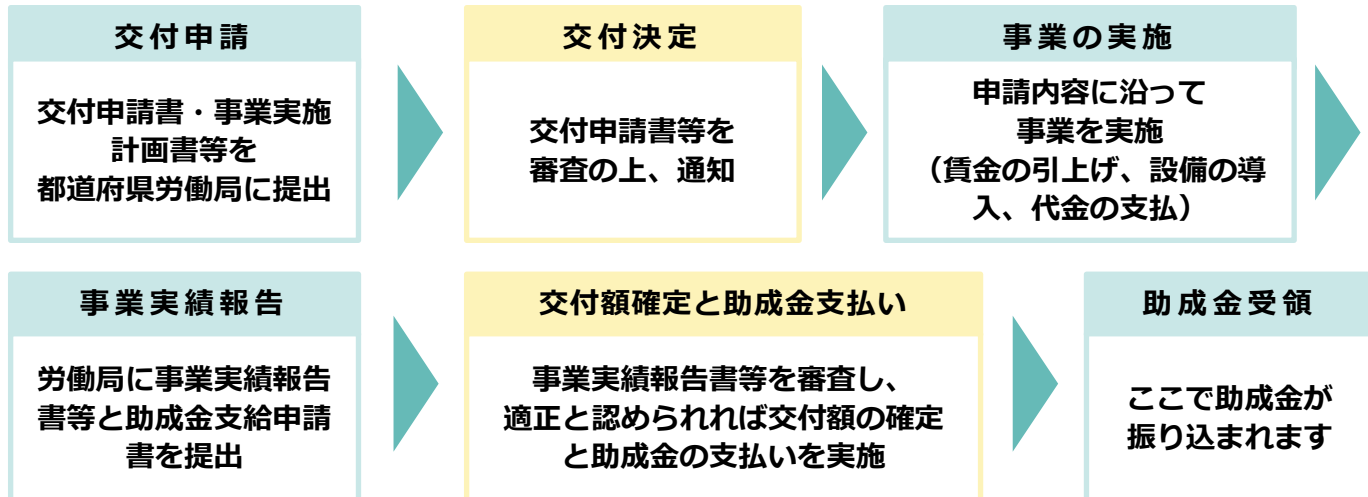 交付申請
交付申請書・事業実施
計画書等を
都道府県労働局に提出
交付決定
交付申請書等を
審査の上、通知
事業の実施
申請内容に沿って
事業を実施
（賃金の引上げ、設備の導
入、代金の支払）
事業実績報告
労働局に事業実績報告
書等と助成金支給申請
書を提出
交付額確定と助成金支払い
事業実績報告書等を審査し、
適正と認められれば交付額の確定
と助成金の支払いを実施
助成金受領
ここで助成金が
振り込まれます